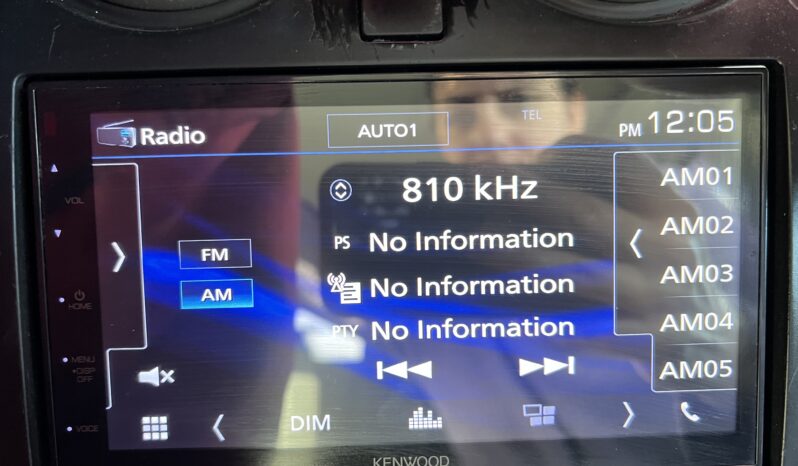 Radio
AUTO1
TEL
PM 12:05
810 kHz
PS No Information
No Information
PTY No Information
FM
AM
AM01
AM02
AM03
AM04
AM05
VOL
HOME
MENU
•DISP OFF
VOICE
DIM
KENWOOD